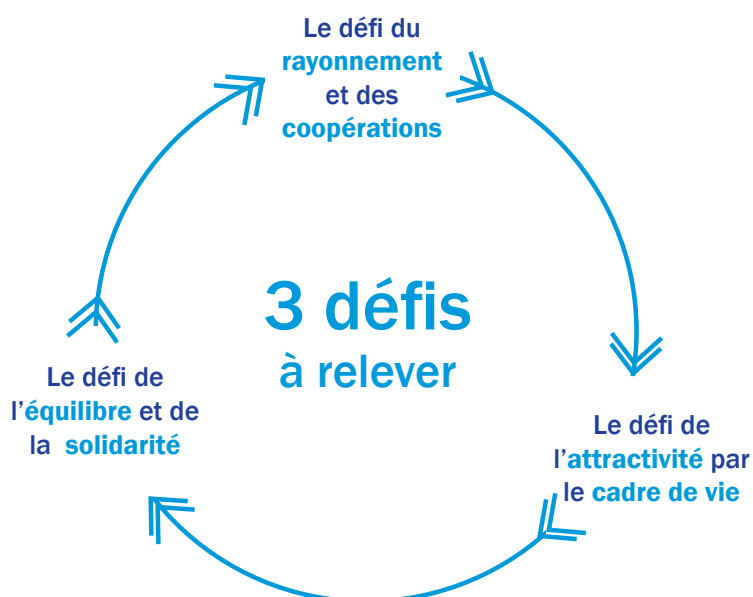 Le défi du
rayonnement
et des
coopérations
3 défis
à relever
Le défi de
l'équilibre et de
la solidarité
Le défi de
l'attractivité par
le cadre de vie